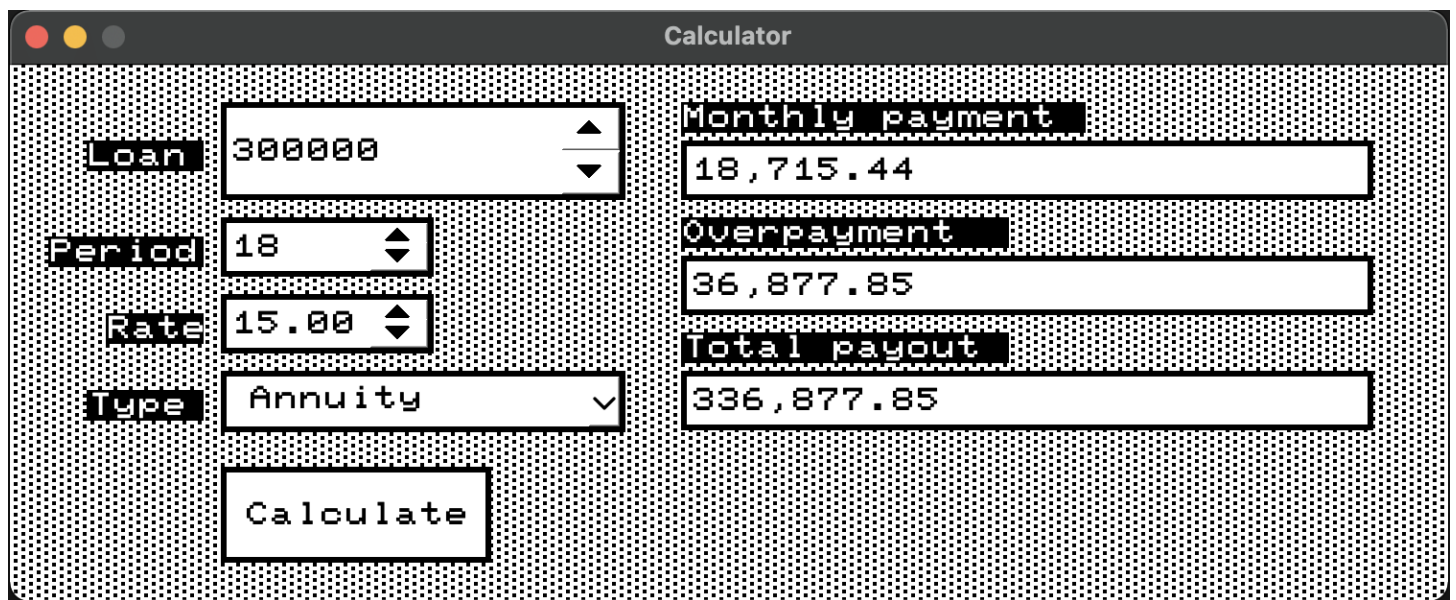 Calculator
Loan
300000
Period
18
Rate
15.00
Type
Annuity
Calculate
Monthly payment
18,715.44
Overpayment
36,877.85
Total payout
336,877.85